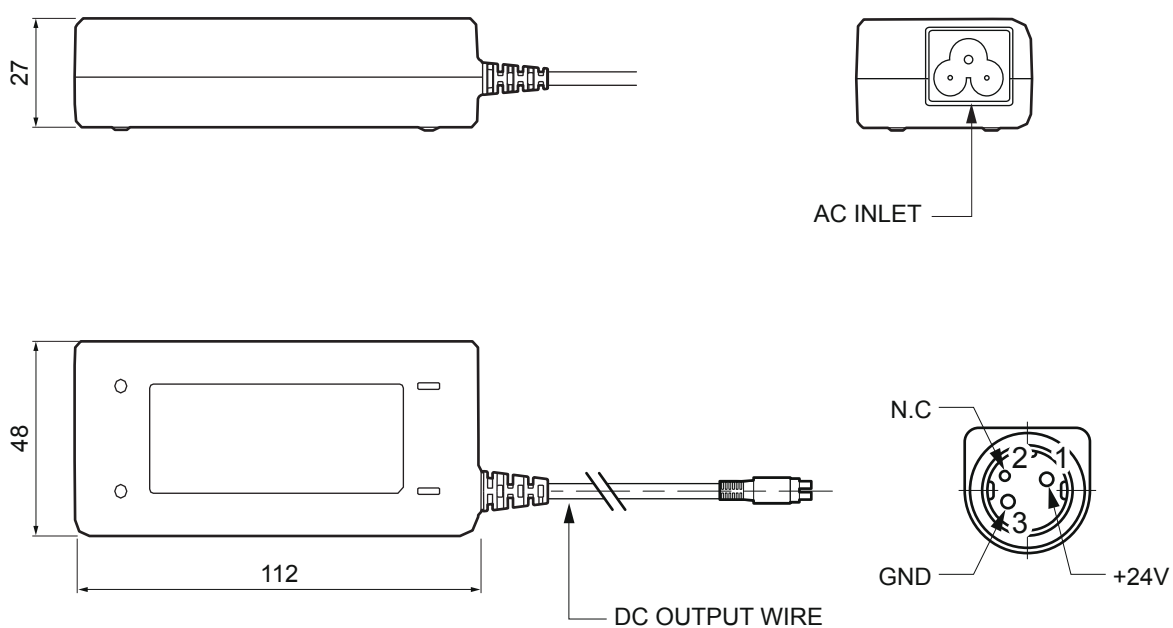 27
AC INLET
48
112
DC OUTPUT WIRE
N.C
2
1
3
GND
+24V